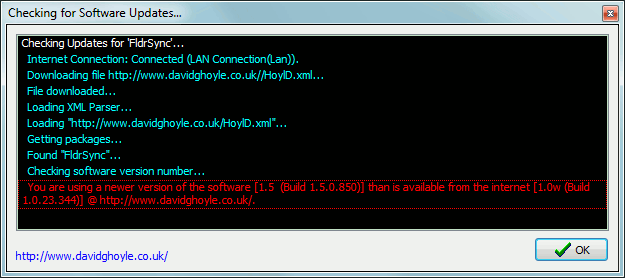 Checking for Software Updates...
Checking Updates for 'FldrSync'...
Internet Connection: Connected (LAN Connection(Lan)).
Downloading file http://www.davidghoyle.co.uk//HoylD.xml...
File downloaded...
Loading XML Parser...
Loading "http://www.davidghoyle.co.uk/HoylD.xml"...
Getting packages...
Found "FldrSync"...
Checking software version number...
You are using a newer version of the software [1.5 (Build 1.5.0.850)] than is available from the internet [1.0w (Build
1.0.23.344)] @ http://www.davidghoyle.co.uk/.
http://www.davidghoyle.co.uk/
OK